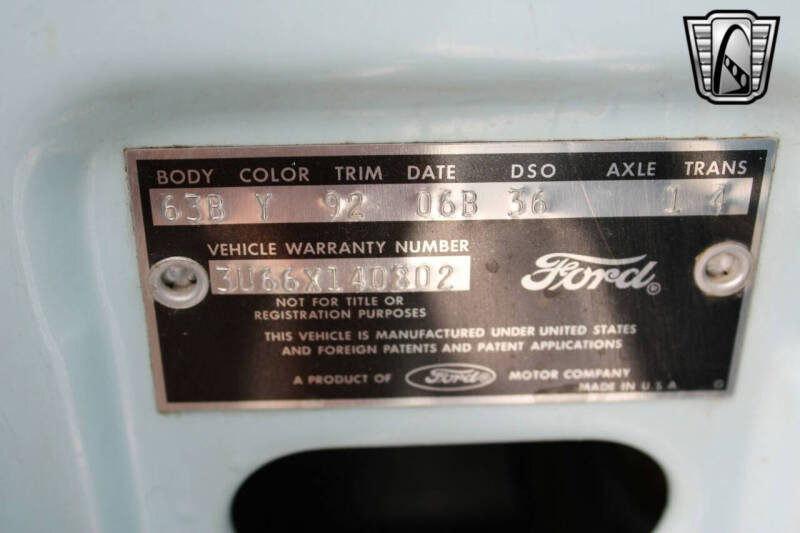 BODY COLOR TRIM DATE DSO AXLE TRANS
63B Y 92 06B 36 1 4
VEHICLE WARRANTY NUMBER
3U66X140802
Ford®
NOT FOR TITLE OR
REGISTRATION PURPOSES
THIS VEHICLE IS MANUFACTURED UNDER UNITED STATES
AND FOREIGN PATENTS AND PATENT APPLICATIONS
A PRODUCT OF Ford MOTOR COMPANY
MADE IN U.S.A G